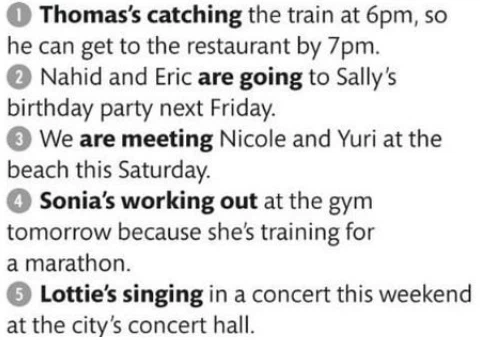 1 Thomas's catching the train at 6pm, so
he can get to the restaurant by 7pm.
2 Nahid and Eric are going to Sally's
birthday party next Friday.
3 We are meeting Nicole and Yuri at the
beach this Saturday.
4 Sonia's working out at the gym
tomorrow because she's training for
a marathon.
5 Lottie's singing in a concert this weekend
at the city's concert hall.